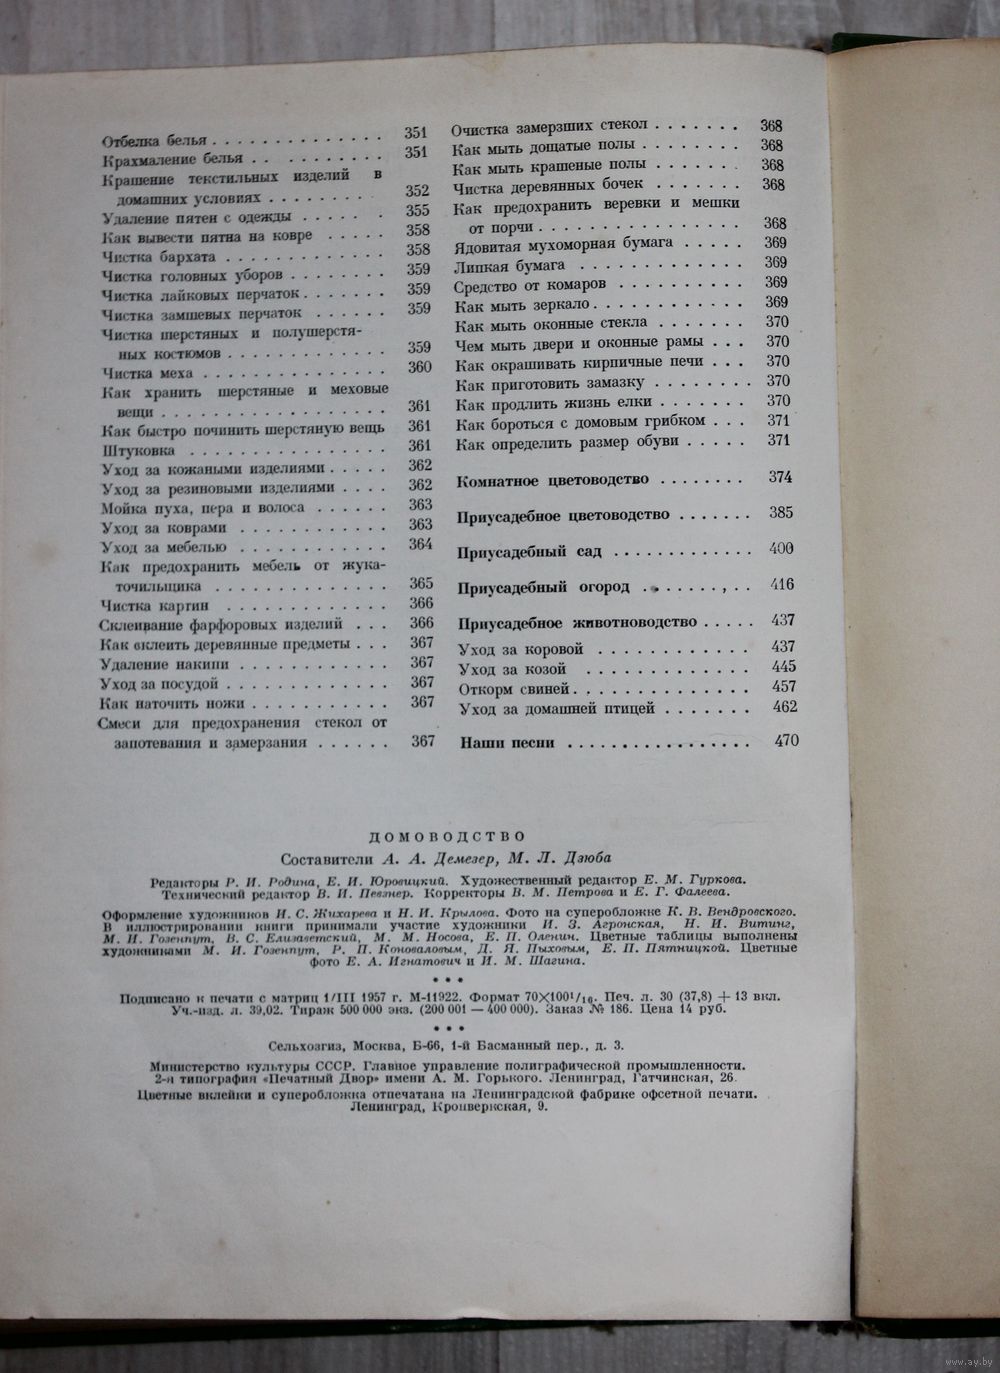 Отбелка белья . . . . . . . . . . . . . 351
Крахмаление белья . . . . . . . . . . 351
Крашение текстильных изделий в
домашних условиях . . . . . . . . 352
Удаление пятен с одежды . . . . . . 355
Как вывести пятна на ковре . . . . . 358
Чистка бархата . . . . . . . . . . . . 358
Чистка головных уборов . . . . . . . 359
Чистка лайковых перчаток . . . . . . . 359
Чистка замшевых перчаток . . . . . . 359
Чистка шерстяных и полушерстя-
ных костюмов . . . . . . . . . . . . 359
Чистка меха . . . . . . . . . . . . . 360
Как хранить шерстяные и меховые
вещи . . . . . . . . . . . . . . . . . 361
Как быстро починить шерстяную вещь 361
Штуковка . . . . . . . . . . . . . . . 361
Уход за кожаными изделиями . . . . . 362
Уход за резиновыми изделиями . . . . 362
Мойка пуха, пера и волоса . . . . . . 363
Уход за коврами . . . . . . . . . . . 363
Уход за мебелью . . . . . . . . . . . 364
Как предохранить мебель от жука-
точильщика . . . . . . . . . . . . . 365
Чистка картин . . . . . . . . . . . . 366
Склеивание фарфоровых изделий . . . 366
Как склеить деревянные предметы . . . 367
Удаление накипи . . . . . . . . . . . 367
Уход за посудой . . . . . . . . . . . . 367
Как наточить ножи . . . . . . . . . . 367
Смеси для предохранения стекол от
запотевания и замерзания . . . . . . 367
Очистка замерзших стекол . . . . . . . 368
Как мыть дощатые полы . . . . . . . . 368
Как мыть крашеные полы . . . . . . . 368
Чистка деревянных бочек . . . . . . . 368
Как предохранить веревки и мешки
от порчи . . . . . . . . . . . . . . . . 368
Ядовитая мухоморная бумага . . . . . 369
Липкая бумага . . . . . . . . . . . . . 369
Средство от комаров . . . . . . . . . . 369
Как мыть зеркало . . . . . . . . . . . . 369
Как мыть оконные стекла . . . . . . . 370
Чем мыть двери и оконные рамы . . . 370
Как окрашивать кирпичные печи . . . 370
Как приготовить замазку . . . . . . . . 370
Как продлить жизнь елки . . . . . . . 370
Как бороться с домовым грибком . . . 371
Как определить размер обуви . . . . . 371
Комнатное цветоводство . . . . . . . . 374
Приусадебное цветоводство . . . . . . . 385
Приусадебный сад . . . . . . . . . . . . . 400
Приусадебный огород . . . . . . . , . . 416
Приусадебное животноводство . . . . . 437
Уход за коровой . . . . . . . . . . . . 437
Уход за козой . . . . . . . . . . . . . 445
Откорм свиней . . . . . . . . . . . . . . 457
Уход за домашней птицей . . . . . . . 462
Наши песни . . . . . . . . . . . . . . . . 470
ДОМОВОДСТВО
Составители А. А. Демезер, М. Л. Дзюба
Редакторы Р. И. Родина, Е. И. Юровицкий. Художественный редактор Е. М. Гуркова.
Технический редактор В. И. Певзнер. Корректоры В. М. Петрова и Е. Г. Фалеева.
Оформление художников И. С. Жихарева и Н. И. Крылова. Фото на суперобложке К. В. Вендровского.
В иллюстрировании книги принимали участие художники И. З. Агронская, Н. И. Витинг,
М. И. Гозенпут, В. С. Елизаветский, М. М. Носова, Е. П. Оленин. Цветные таблицы выполнены
художниками М. И. Гозенпут, Р. П. Коноваловым, Д. Я. Пыховым, Е. П. Пятницкой. Цветные
фото Е. А. Игнатович и И. М. Шагина.
• • •
Подписано к печати с матриц 1/III 1957 г. М-11922. Формат 70×100¹/₁₆. Печ. л. 30 (37,8) + 13 вкл.
Уч.-изд. л. 39,02. Тираж 500 000 экз. (200 001 — 400 000). Заказ № 186. Цена 14 руб.
• • •
Сельхозгиз, Москва, Б-66, 1-й Басманный пер., д. 3.
Министерство культуры СССР. Главное управление полиграфической промышленности.
2-я типография «Печатный Двор» имени А. М. Горького. Ленинград, Гатчинская, 26.
Цветные вклейки и суперобложка отпечатана на Ленинградской фабрике офсетной печати.
Ленинград, Кронверкская, 9.
www.ay.by